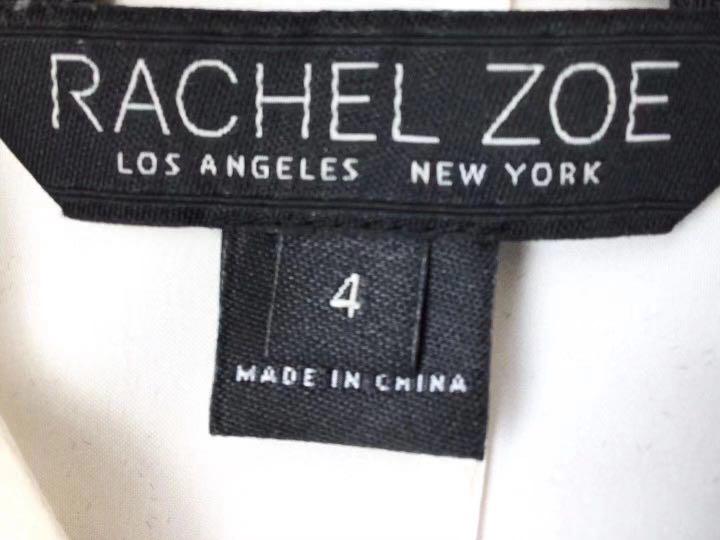 RACHEL ZOE
LOS ANGELES NEW YORK
4
MADE IN CHINA